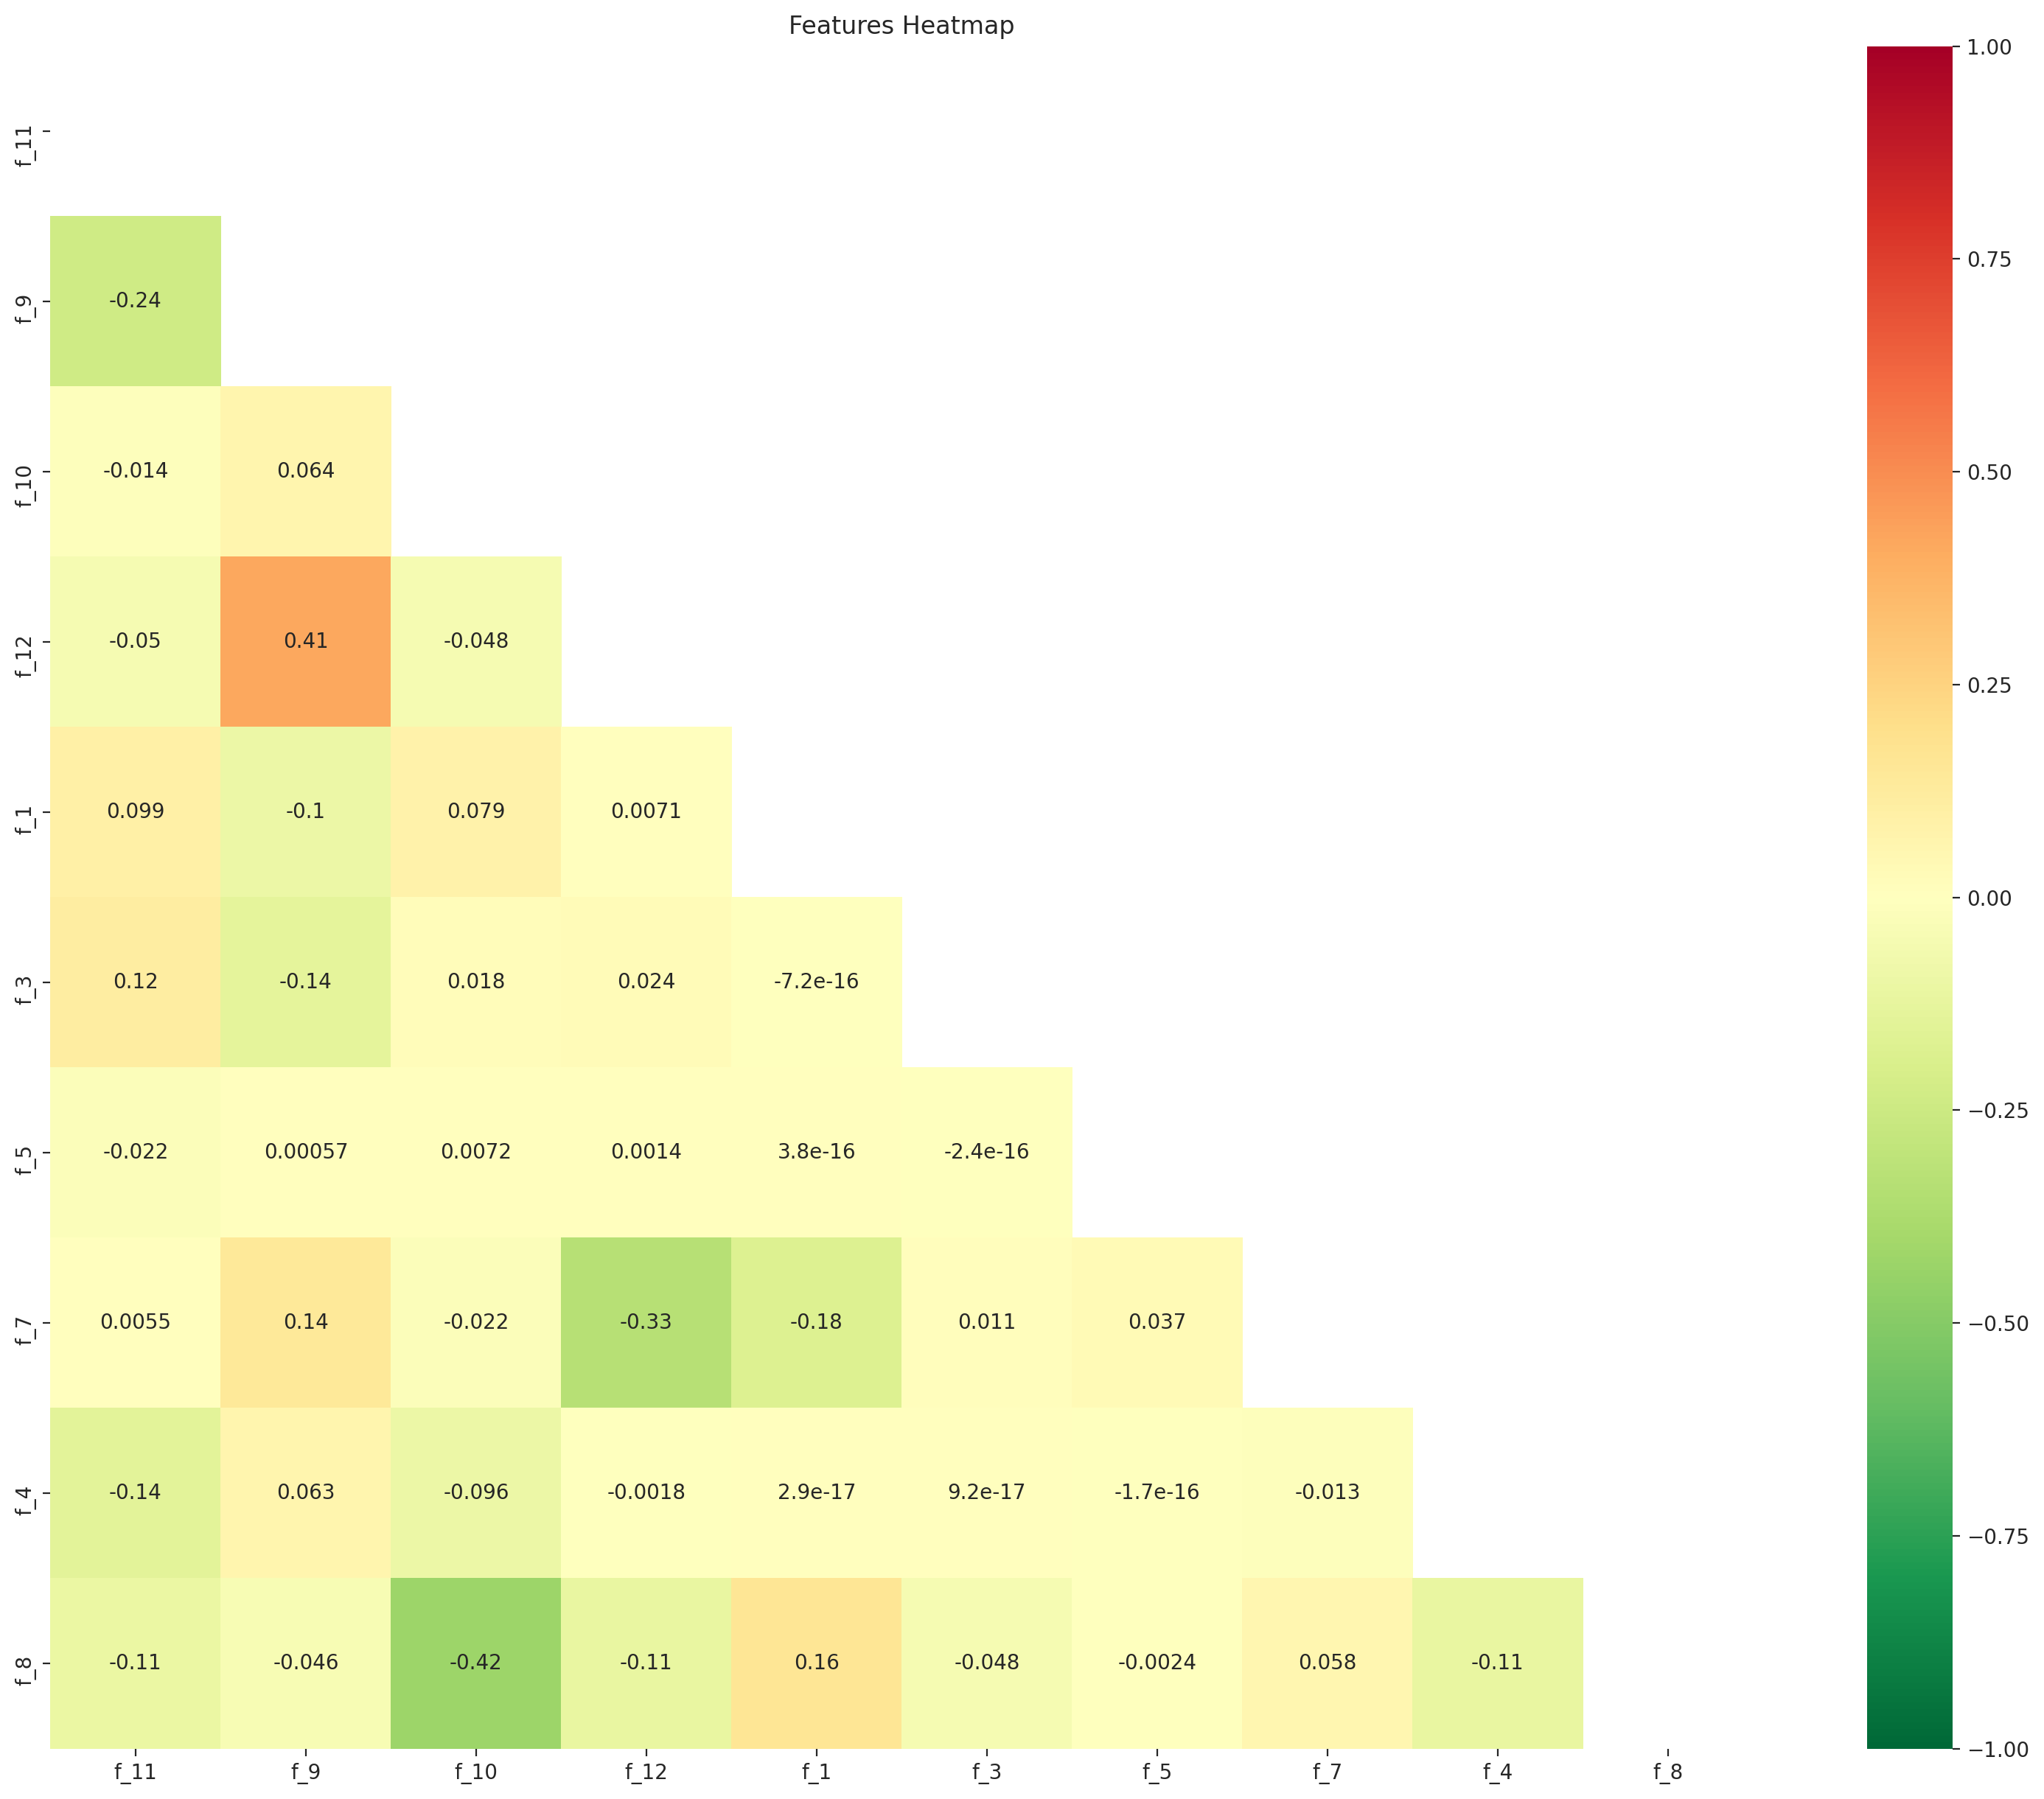 Features Heatmap
f_11
f_9 -0.24
f_10 -0.014 0.064
f_12 -0.05 0.41 -0.048
f_1 0.099 -0.1 0.079 0.0071
f_3 0.12 -0.14 0.018 0.024 -7.2e-16
f_5 -0.022 0.00057 0.0072 0.0014 3.8e-16 -2.4e-16
f_7 0.0055 0.14 -0.022 -0.33 -0.18 0.011 0.037
f_4 -0.14 0.063 -0.096 -0.0018 2.9e-17 9.2e-17 -1.7e-16 -0.013
f_8 -0.11 -0.046 -0.42 -0.11 0.16 -0.048 -0.0024 0.058 -0.11
f_11 f_9 f_10 f_12 f_1 f_3 f_5 f_7 f_4 f_8
1.00
0.75
0.50
0.25
0.00
−0.25
−0.50
−0.75
−1.00